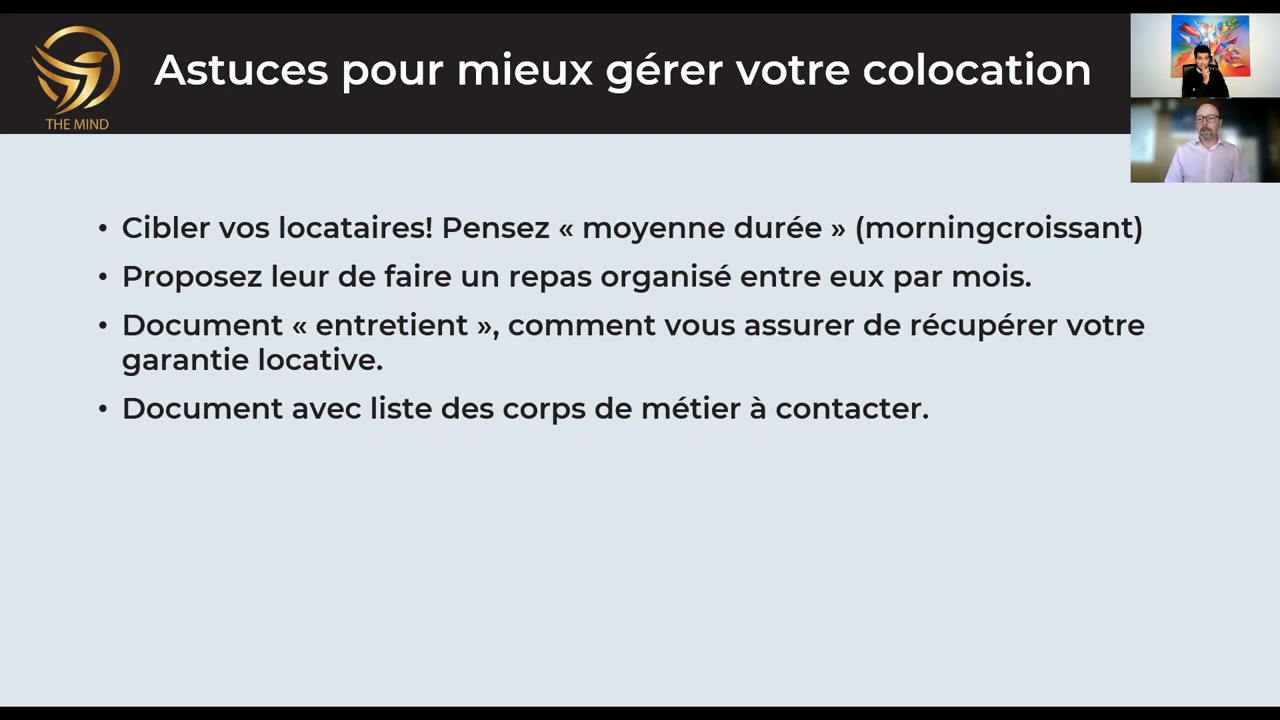 Astuces pour mieux gérer votre colocation
THE MIND
• Cibler vos locataires! Pensez « moyenne durée » (morningcroissant)
• Proposez leur de faire un repas organisé entre eux par mois.
• Document « entretient », comment vous assurer de récupérer votre
garantie locative.
• Document avec liste des corps de métier à contacter.